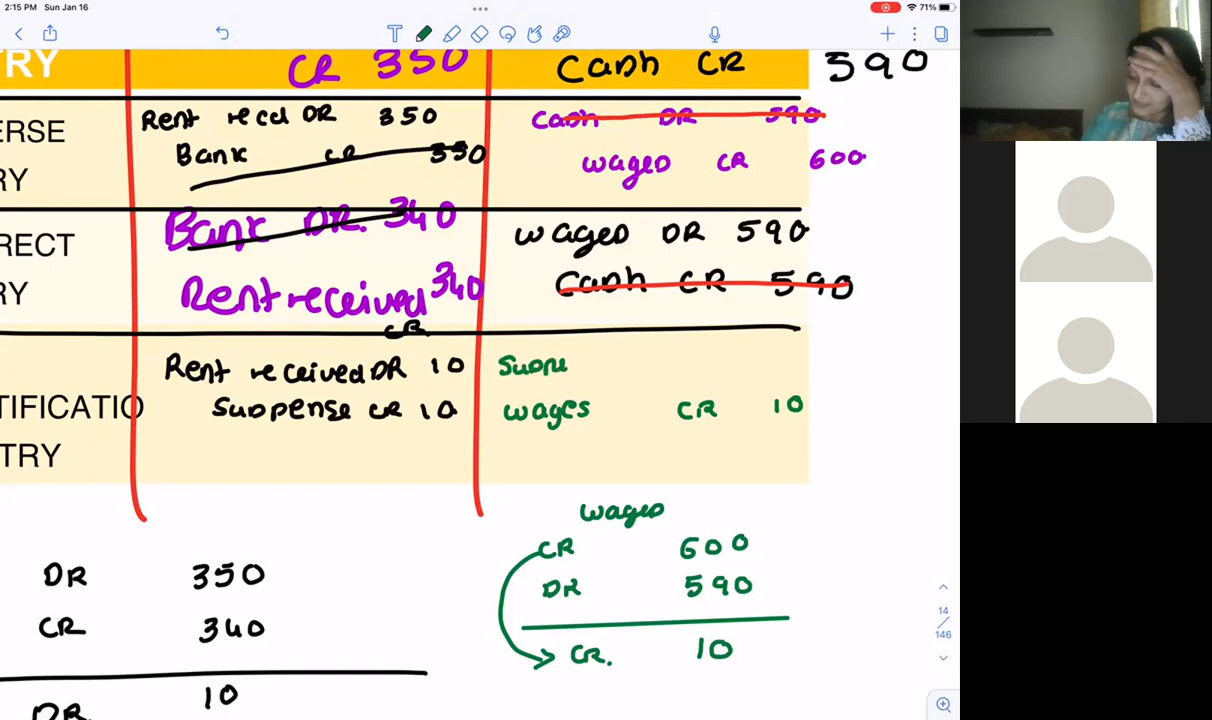 2:15 PM Sun Jan 16
71%
RY
CR 350
Cash CR 590
ERSE
RY
Rent recd DR 350
Bank CR 350
Cash DR 590
wages CR 600
RECT
RY
Bank DR. 340
Rent received 340
CR
wages DR 590
Cash CR 590
TIFICATIO
TRY
Rent received DR 10
Suspense CR 10
Suspe
wages CR 10
DR 350
CR 340
DR 10
wages
CR 600
DR 590
CR. 10
14
146